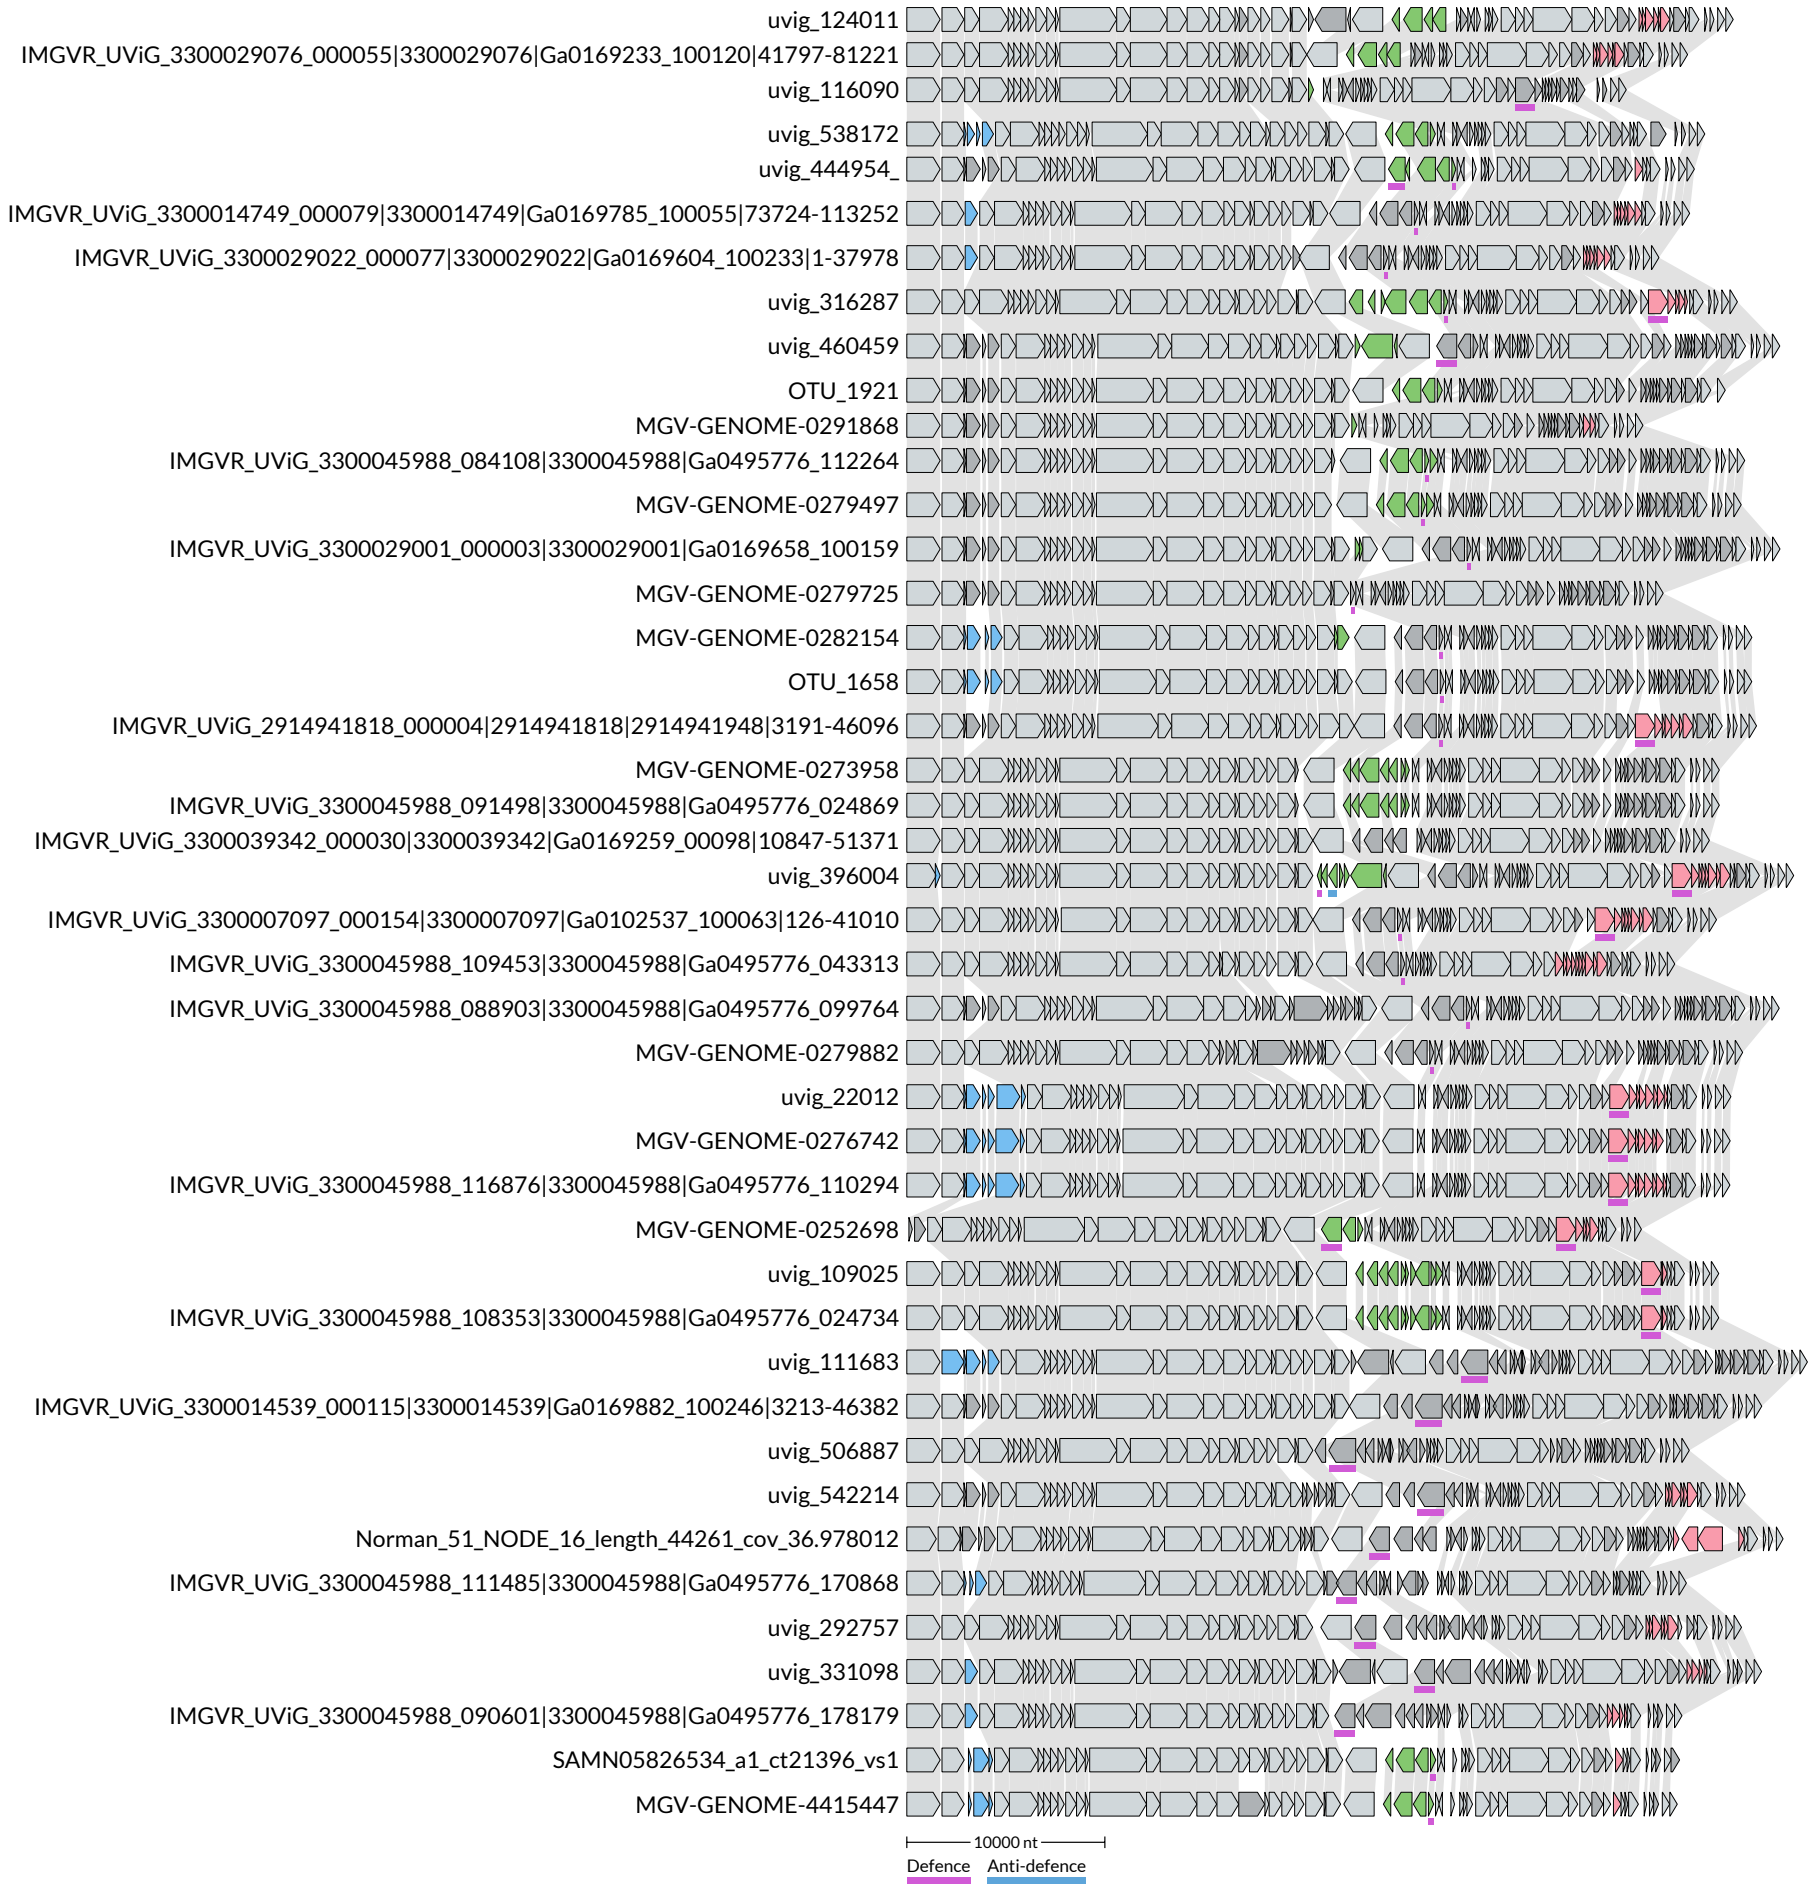 uvig_124011
IMGVR_UViG_3300029076_000055|3300029076|Ga0169233_100120|41797-81221
uvig_116090
uvig_538172
uvig_444954_
IMGVR_UViG_3300014749_000079|3300014749|Ga0169785_100055|73724-113252
IMGVR_UViG_3300029022_000077|3300029022|Ga0169604_100233|1-37978
uvig_316287
uvig_460459
OTU_1921
MGV-GENOME-0291868
IMGVR_UViG_3300045988_084108|3300045988|Ga0495776_112264
MGV-GENOME-0279497
IMGVR_UViG_3300029001_000003|3300029001|Ga0169658_100159
MGV-GENOME-0279725
MGV-GENOME-0282154
OTU_1658
IMGVR_UViG_2914941818_000004|2914941818|2914941948|3191-46096
MGV-GENOME-0273958
IMGVR_UViG_3300045988_091498|3300045988|Ga0495776_024869
IMGVR_UViG_3300039342_000030|3300039342|Ga0169259_00098|10847-51371
uvig_396004
IMGVR_UViG_3300007097_000154|3300007097|Ga0102537_100063|126-41010
IMGVR_UViG_3300045988_109453|3300045988|Ga0495776_043313
IMGVR_UViG_3300045988_088903|3300045988|Ga0495776_099764
MGV-GENOME-0279882
uvig_22012
MGV-GENOME-0276742
IMGVR_UViG_3300045988_116876|3300045988|Ga0495776_110294
MGV-GENOME-0252698
uvig_109025
IMGVR_UViG_3300045988_108353|3300045988|Ga0495776_024734
uvig_111683
IMGVR_UViG_3300014539_000115|3300014539|Ga0169882_100246|3213-46382
uvig_506887
uvig_542214
Norman_51_NODE_16_length_44261_cov_36.978012
IMGVR_UViG_3300045988_111485|3300045988|Ga0495776_170868
uvig_292757
uvig_331098
IMGVR_UViG_3300045988_090601|3300045988|Ga0495776_178179
SAMN05826534_a1_ct21396_vs1
MGV-GENOME-4415447
10000 nt
Defence Anti-defence